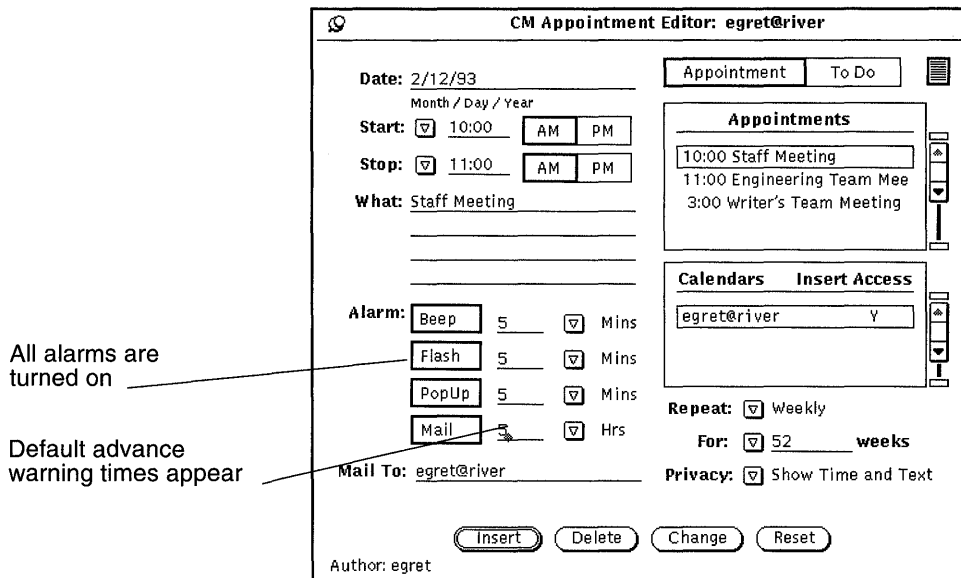 CM Appointment Editor: egret@river
Date: 2/12/93
Month / Day / Year
Start: 10:00 AM PM
Stop: 11:00 AM PM
What: Staff Meeting
Alarm: Beep 5 Mins
Flash 5 Mins
PopUp 5 Mins
Mail 5 Hrs
Mail To: egret@river
Appointment To Do
Appointments
10:00 Staff Meeting
11:00 Engineering Team Mee
3:00 Writer's Team Meeting
Calendars Insert Access
egret@river Y
Repeat: Weekly
For: 52 weeks
Privacy: Show Time and Text
Insert Delete Change Reset
Author: egret
All alarms are
turned on
Default advance
warning times appear